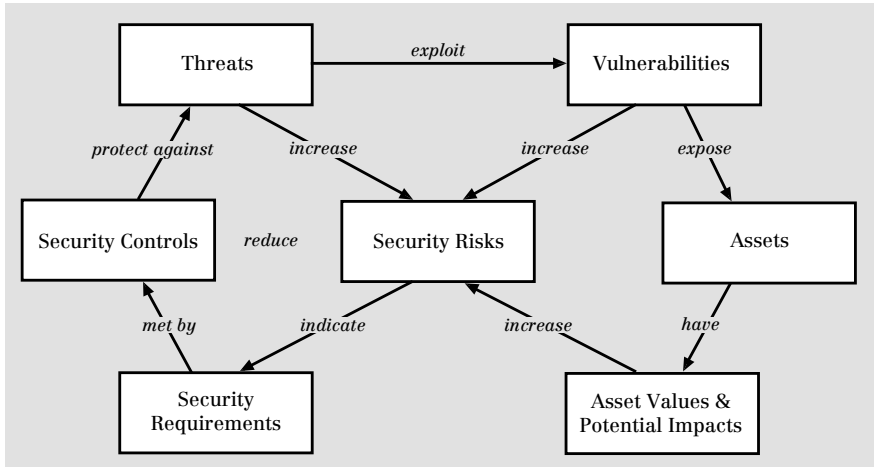 exploit
Threats
Vulnerabilities
protect against
increase
increase
expose
Security Controls
reduce
Security Risks
Assets
met by
indicate
increase
have
Security
Requirements
Asset Values &
Potential Impacts